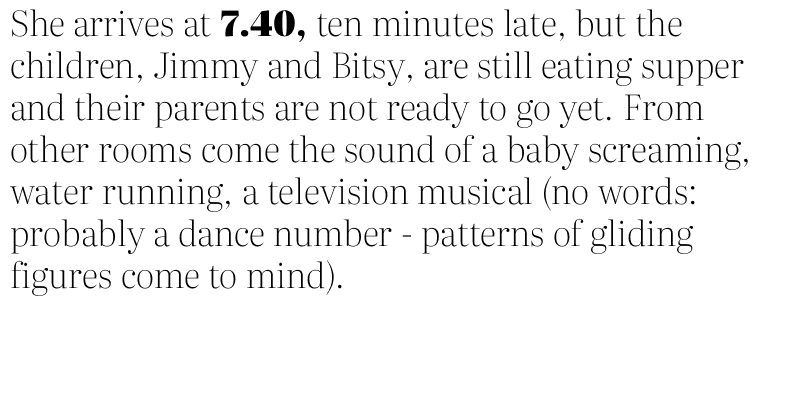 She arrives at 7.40, ten minutes late, but the
children, Jimmy and Bitsy, are still eating supper
and their parents are not ready to go yet. From
other rooms come the sound of a baby screaming,
water running, a television musical (no words:
probably a dance number - patterns of gliding
figures come to mind).